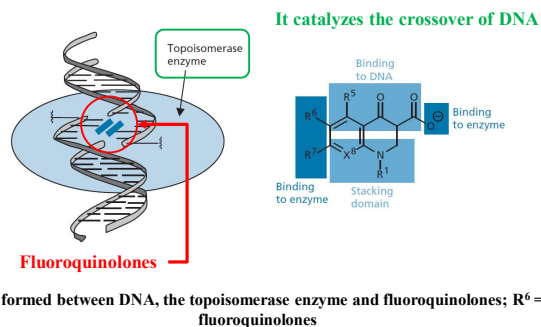 It catalyzes the crossover of DNA
Topoisomerase
enzyme
Fluoroquinolones
Binding
to DNA
R⁵
O
O
R⁶
O
⊖
Binding
to enzyme
R⁷
X⁸
N
R¹
Binding
to enzyme
Stacking
domain
formed between DNA, the topoisomerase enzyme and fluoroquinolones; R⁶ =
fluoroquinolones